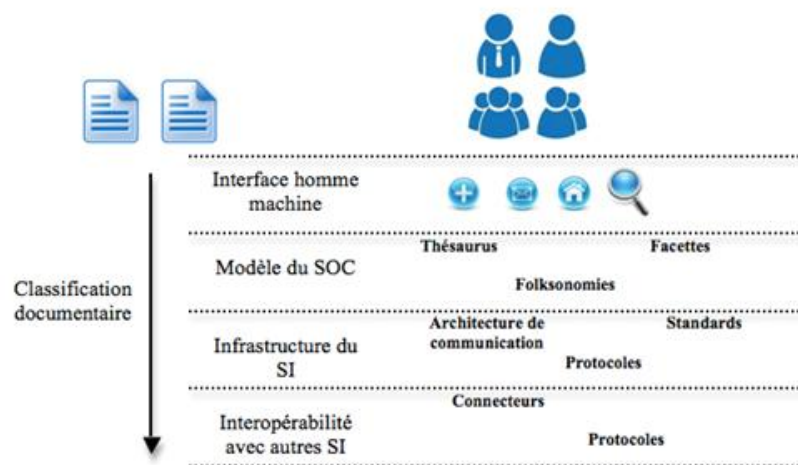 Interface homme
machine
Thésaurus
Facettes
Modèle du SOC
Folksonomies
Classification
documentaire
Architecture de
communication
Standards
Infrastructure du
SI
Protocoles
Connecteurs
Interopérabilité
avec autres SI
Protocoles